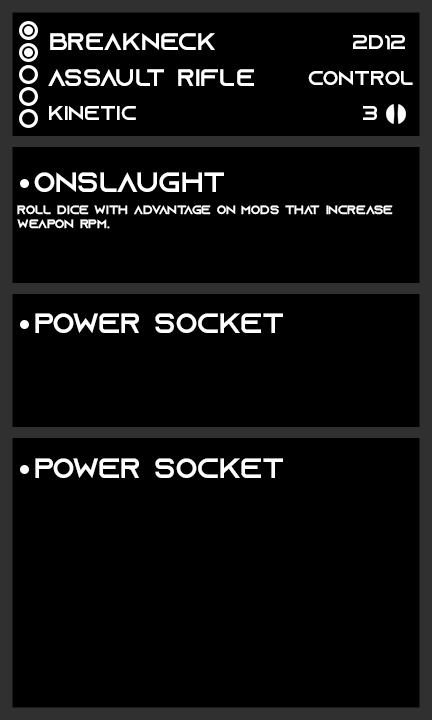 BREAKNECK 2D12
ASSAULT RIFLE CONTROL
KINETIC 3
•ONSLAUGHT
ROLL DICE WITH ADVANTAGE ON MODS THAT INCREASE
WEAPON RPM.
•POWER SOCKET
•POWER SOCKET